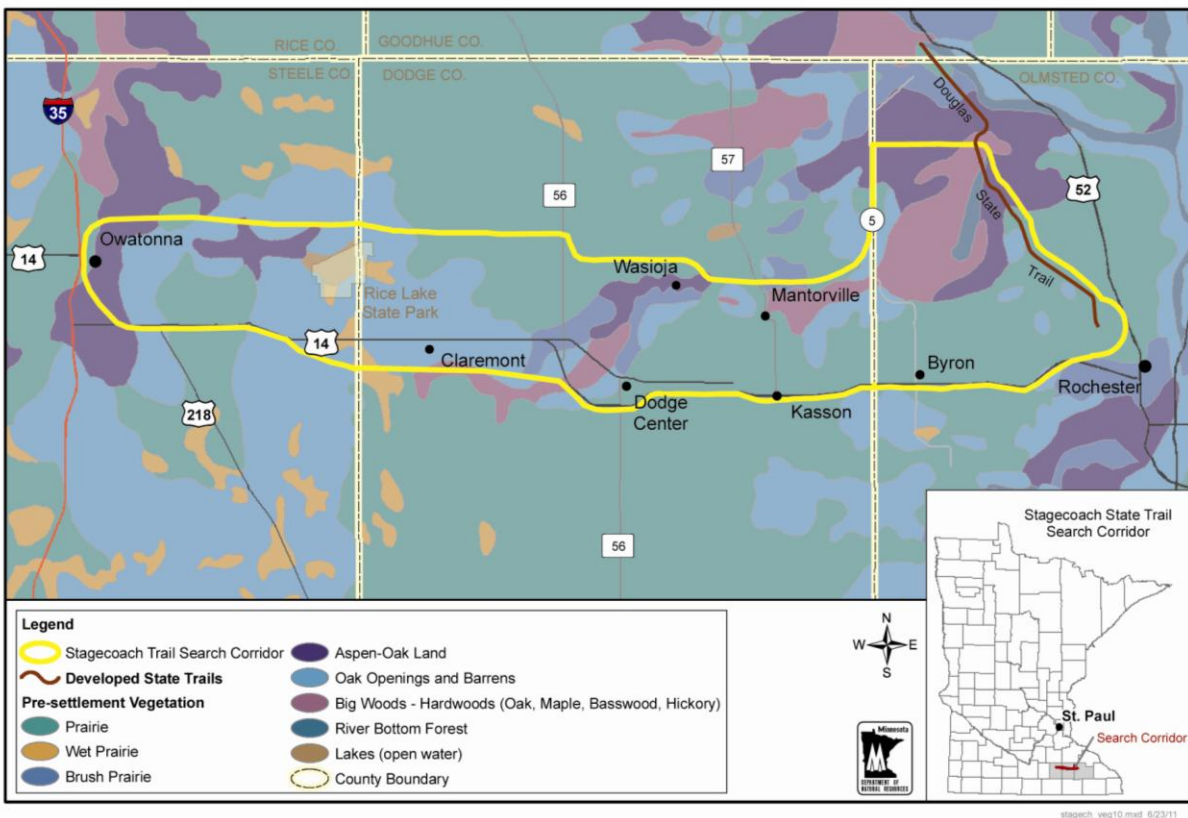 RICE CO.
GOODHUE CO.
STEELE CO.
DODGE CO.
OLMSTED CO.
35
Douglas
State
Trail
57
56
52
5
14
Owatonna
Wasioja
Mantorville
Rice Lake
State Park
14
Claremont
Byron
Rochester
Dodge
Center
Kasson
218
56
Legend
Stagecoach Trail Search Corridor
Developed State Trails
Pre-settlement Vegetation
Prairie
Wet Prairie
Brush Prairie
Aspen-Oak Land
Oak Openings and Barrens
Big Woods - Hardwoods (Oak, Maple, Basswood, Hickory)
River Bottom Forest
Lakes (open water)
County Boundary
N
W
E
S
Minnesota
DEPARTMENT OF
NATURAL RESOURCES
Stagecoach State Trail
Search Corridor
St. Paul
Search Corridor
stagech_veg10.mxd 6/23/11